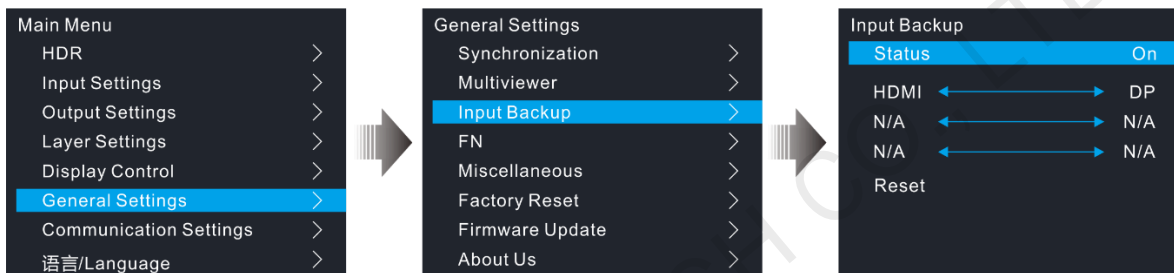 Main Menu
HDR
Input Settings
Output Settings
Layer Settings
Display Control
General Settings
Communication Settings
语言/Language
General Settings
Synchronization
Multiviewer
Input Backup
FN
Miscellaneous
Factory Reset
Firmware Update
About Us
Input Backup
Status On
HDMI DP
N/A N/A
N/A N/A
Reset